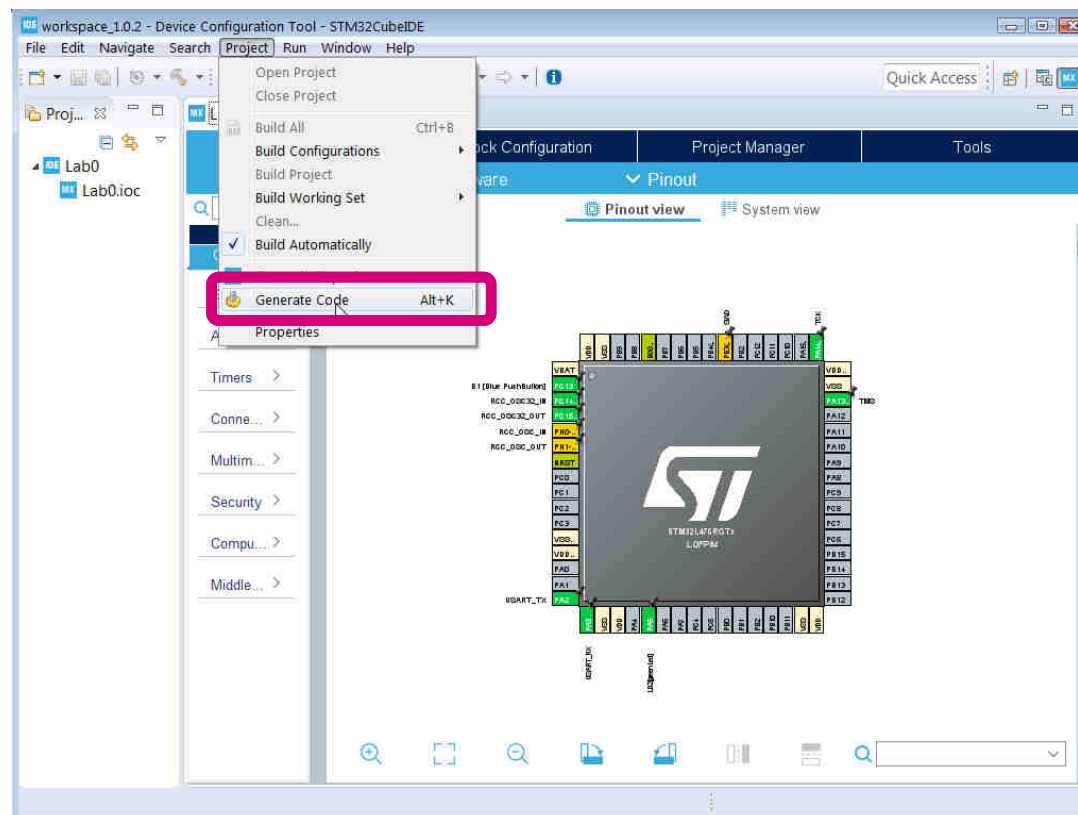 workspace_1.0.2 - Device Configuration Tool - STM32CubeIDE
File Edit Navigate Search Project Run Window Help
Quick Access
Proj...
Lab0
Lab0.ioc
Open Project
Close Project
Build All Ctrl+B
Build Configurations
Build Project
Build Working Set
Clean...
Build Automatically
Generate Code Alt+K
Properties
ock Configuration
Project Manager
Tools
ware
Pinout
Pinout view
System view
Timers
Conne...
Multim...
Security
Compu...
Middle...
VBAT
B1 [Blue PushButton]
RCC_OSC32_IN
RCC_OSC32_OUT
RCC_OSC_IN
RCC_OSC_OUT
PC0
PC1
PC2
PC3
PA0
PA1
USART_TX PA2
USART_RX
STM32L476RGTx
LQFP64
VDD..
VSS
PA12
PA11
PA10
PA9
PA8
PC9
PC8
PC7
PC6
PB15
PB14
PB13
PB12
TCK